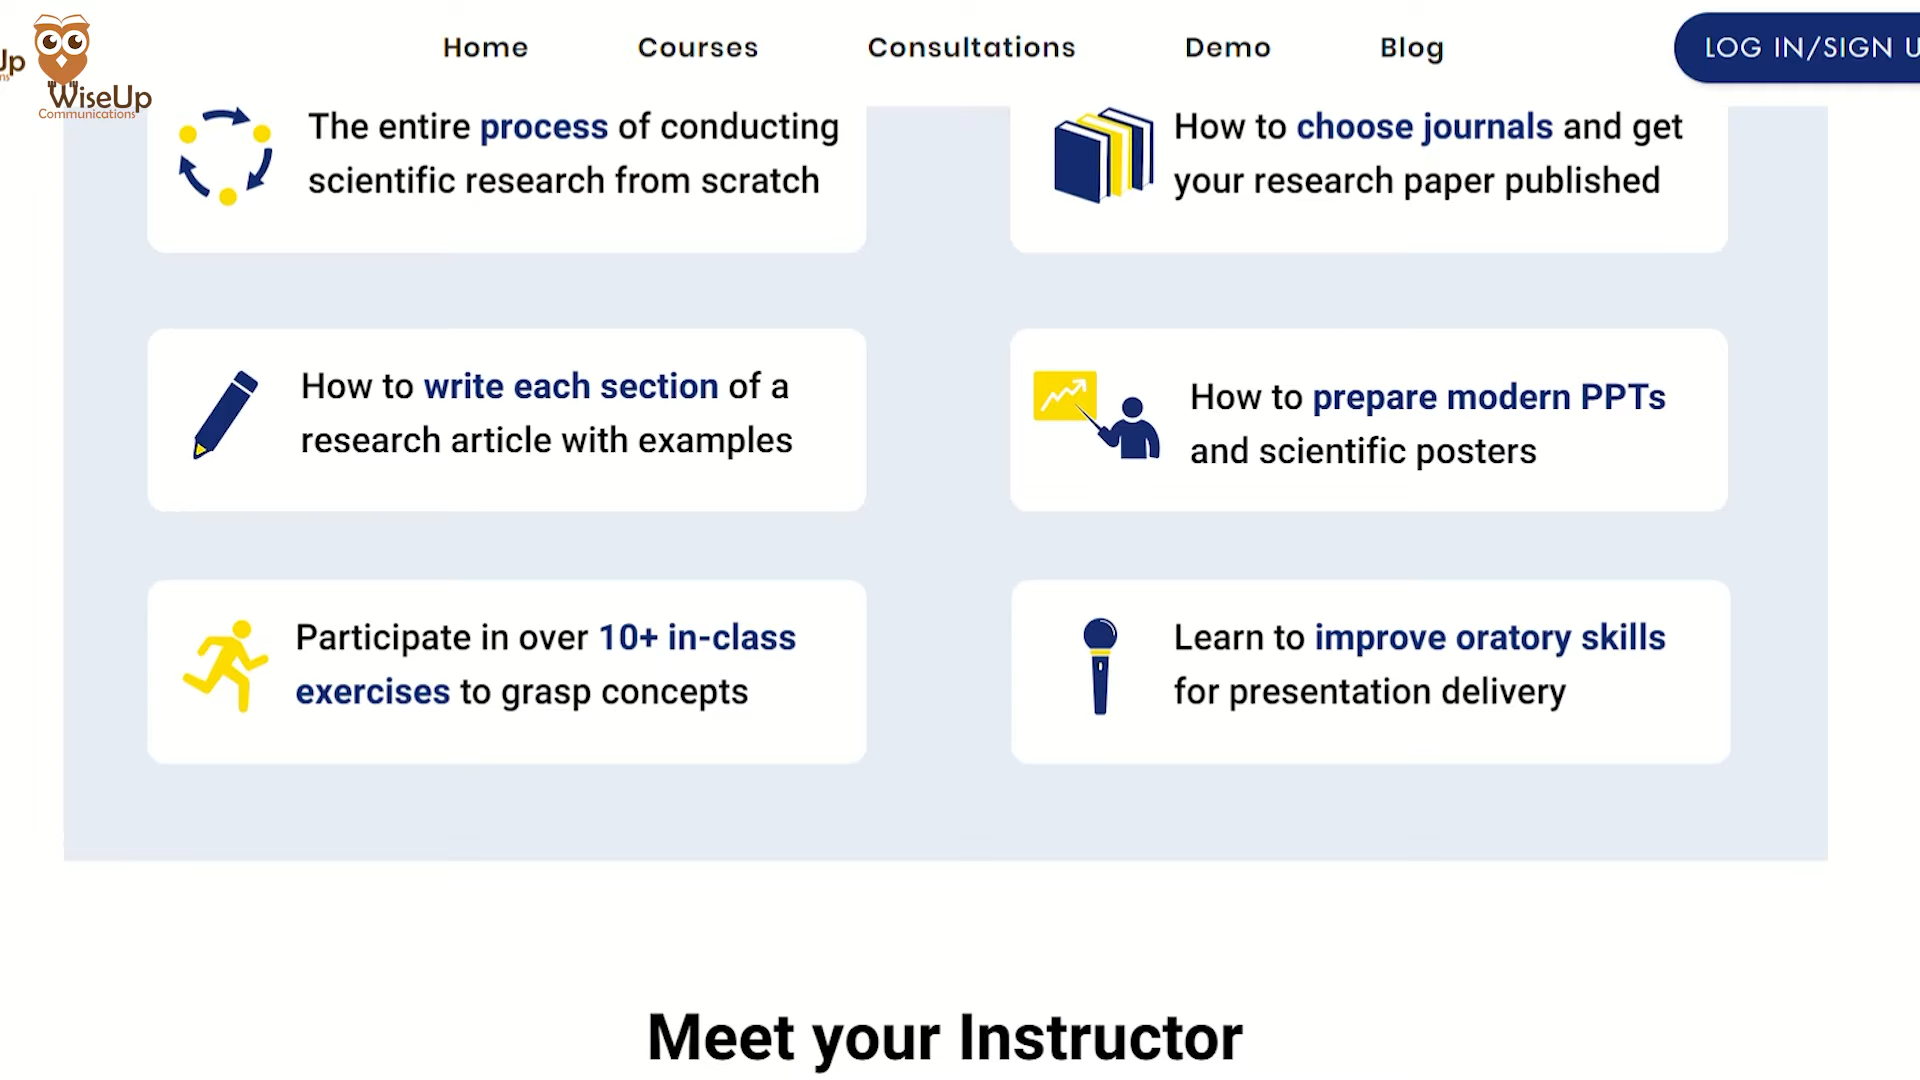 Home Courses Consultations Demo Blog LOG IN/SIGN U
Up
WiseUp
Communications
The entire process of conducting
scientific research from scratch
How to choose journals and get
your research paper published
How to write each section of a
research article with examples
How to prepare modern PPTs
and scientific posters
Participate in over 10+ in-class
exercises to grasp concepts
Learn to improve oratory skills
for presentation delivery
Meet your Instructor